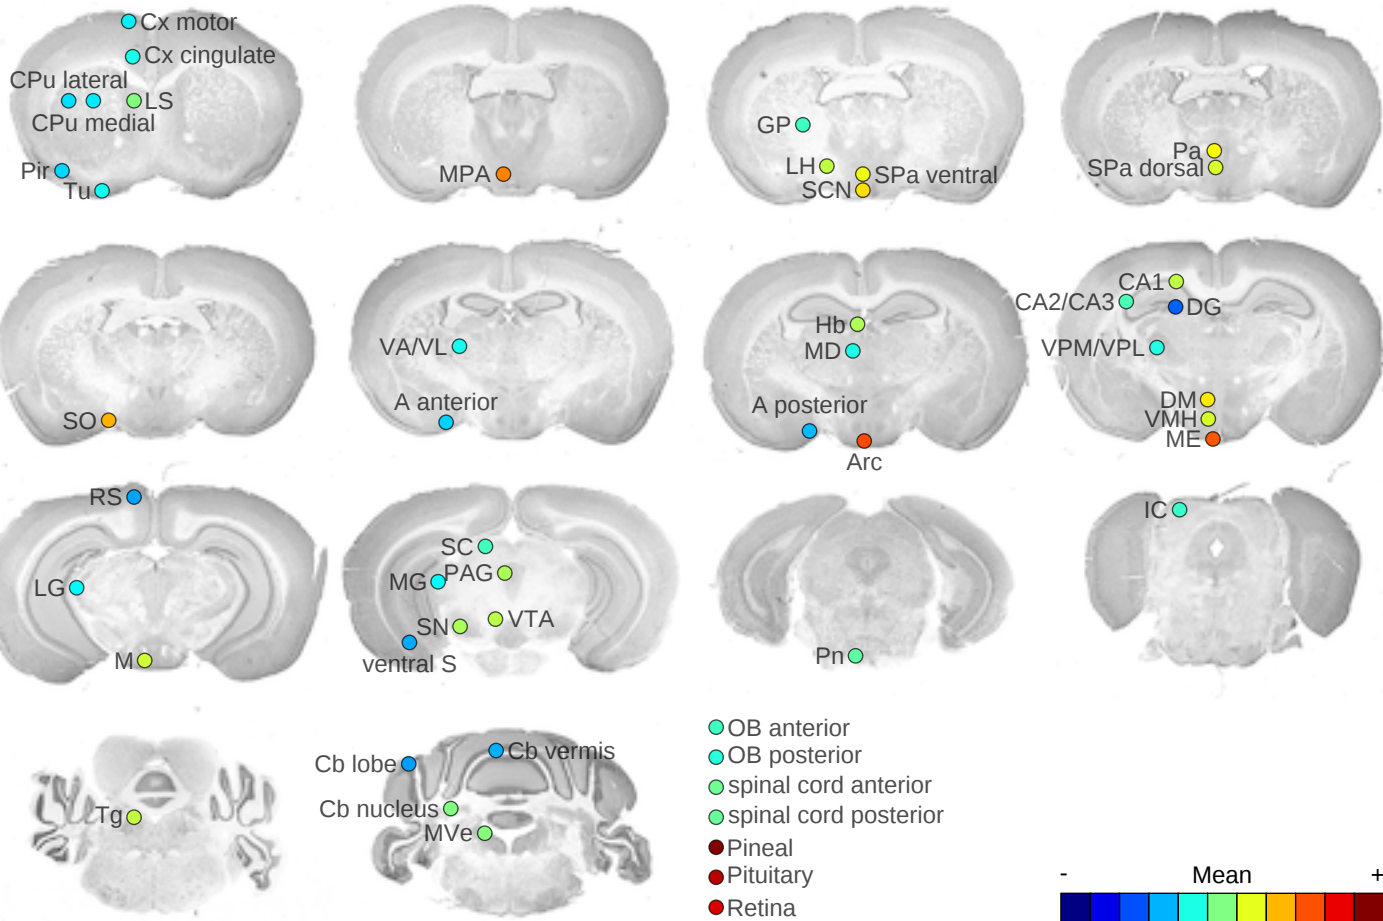 Cx motor
Cx cingulate
CPu lateral
LS
CPu medial
Pir
Tu
MPA
GP
LH
SPa ventral
SCN
Pa
SPa dorsal
SO
VA/VL
A anterior
Hb
MD
A posterior
Arc
CA1
CA2/CA3
DG
VPM/VPL
DM
VMH
ME
RS
LG
M
SC
MG
PAG
SN
VTA
ventral S
Pn
IC
Tg
Cb lobe
Cb vermis
Cb nucleus
MVe
OB anterior
OB posterior
spinal cord anterior
spinal cord posterior
Pineal
Pituitary
Retina
- Mean +